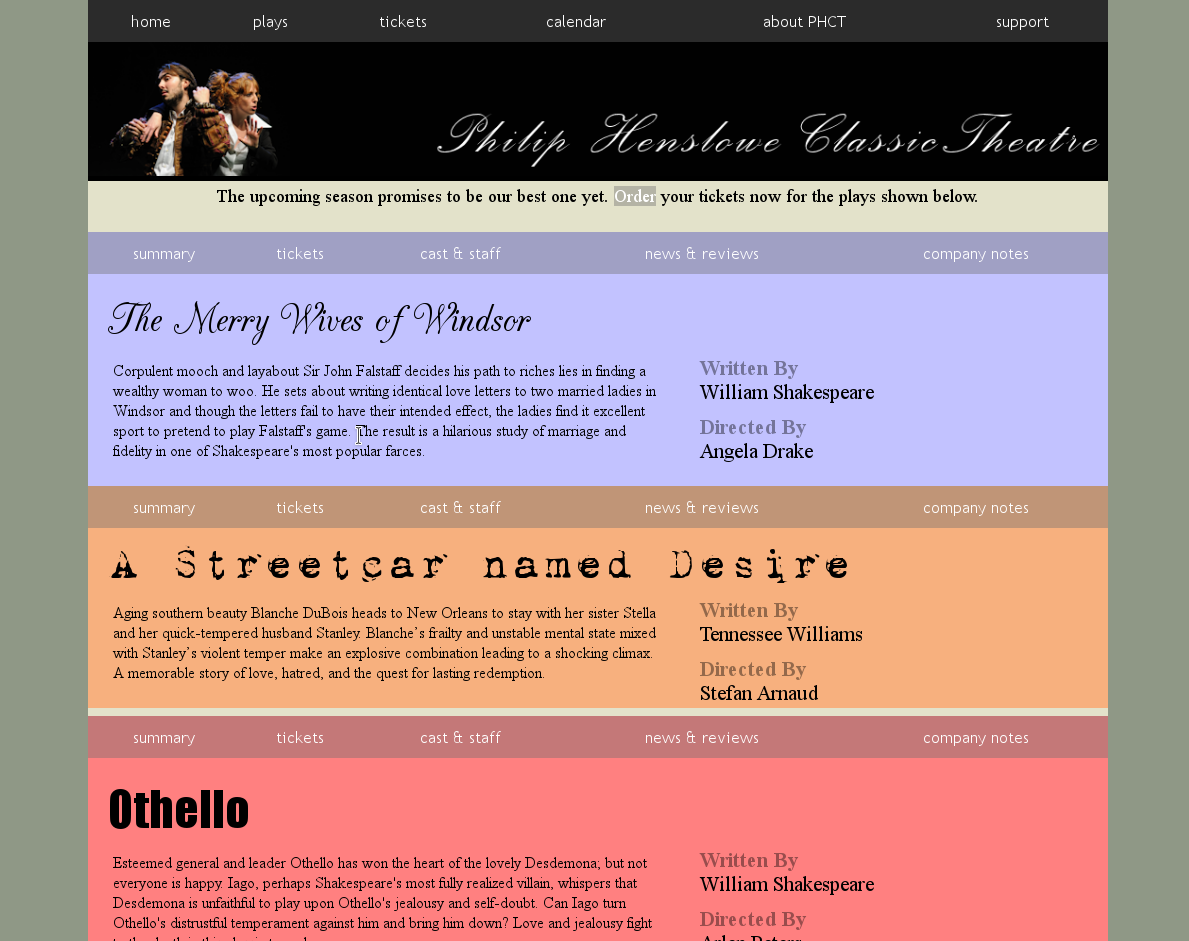 home plays tickets calendar about PHCT support
Philip Henslowe Classic Theatre
The upcoming season promises to be our best one yet. Order your tickets now for the plays shown below.
summary tickets cast & staff news & reviews company notes
The Merry Wives of Windsor
Corpulent mooch and layabout Sir John Falstaff decides his path to riches lies in finding a
wealthy woman to woo. He sets about writing identical love letters to two married ladies in
Windsor and though the letters fail to have their intended effect, the ladies find it excellent
sport to pretend to play Falstaff's game. The result is a hilarious study of marriage and
fidelity in one of Shakespeare's most popular farces.
Written By
William Shakespeare
Directed By
Angela Drake
summary tickets cast & staff news & reviews company notes
A Streetcar named Desire
Aging southern beauty Blanche DuBois heads to New Orleans to stay with her sister Stella
and her quick-tempered husband Stanley. Blanche’s frailty and unstable mental state mixed
with Stanley’s violent temper make an explosive combination leading to a shocking climax.
A memorable story of love, hatred, and the quest for lasting redemption.
Written By
Tennessee Williams
Directed By
Stefan Arnaud
summary tickets cast & staff news & reviews company notes
Othello
Esteemed general and leader Othello has won the heart of the lovely Desdemona; but not
everyone is happy. Iago, perhaps Shakespeare's most fully realized villain, whispers that
Desdemona is unfaithful to play upon Othello's jealousy and self-doubt. Can Iago turn
Othello's distrustful temperament against him and bring him down? Love and jealousy fight
Written By
William Shakespeare
Directed By